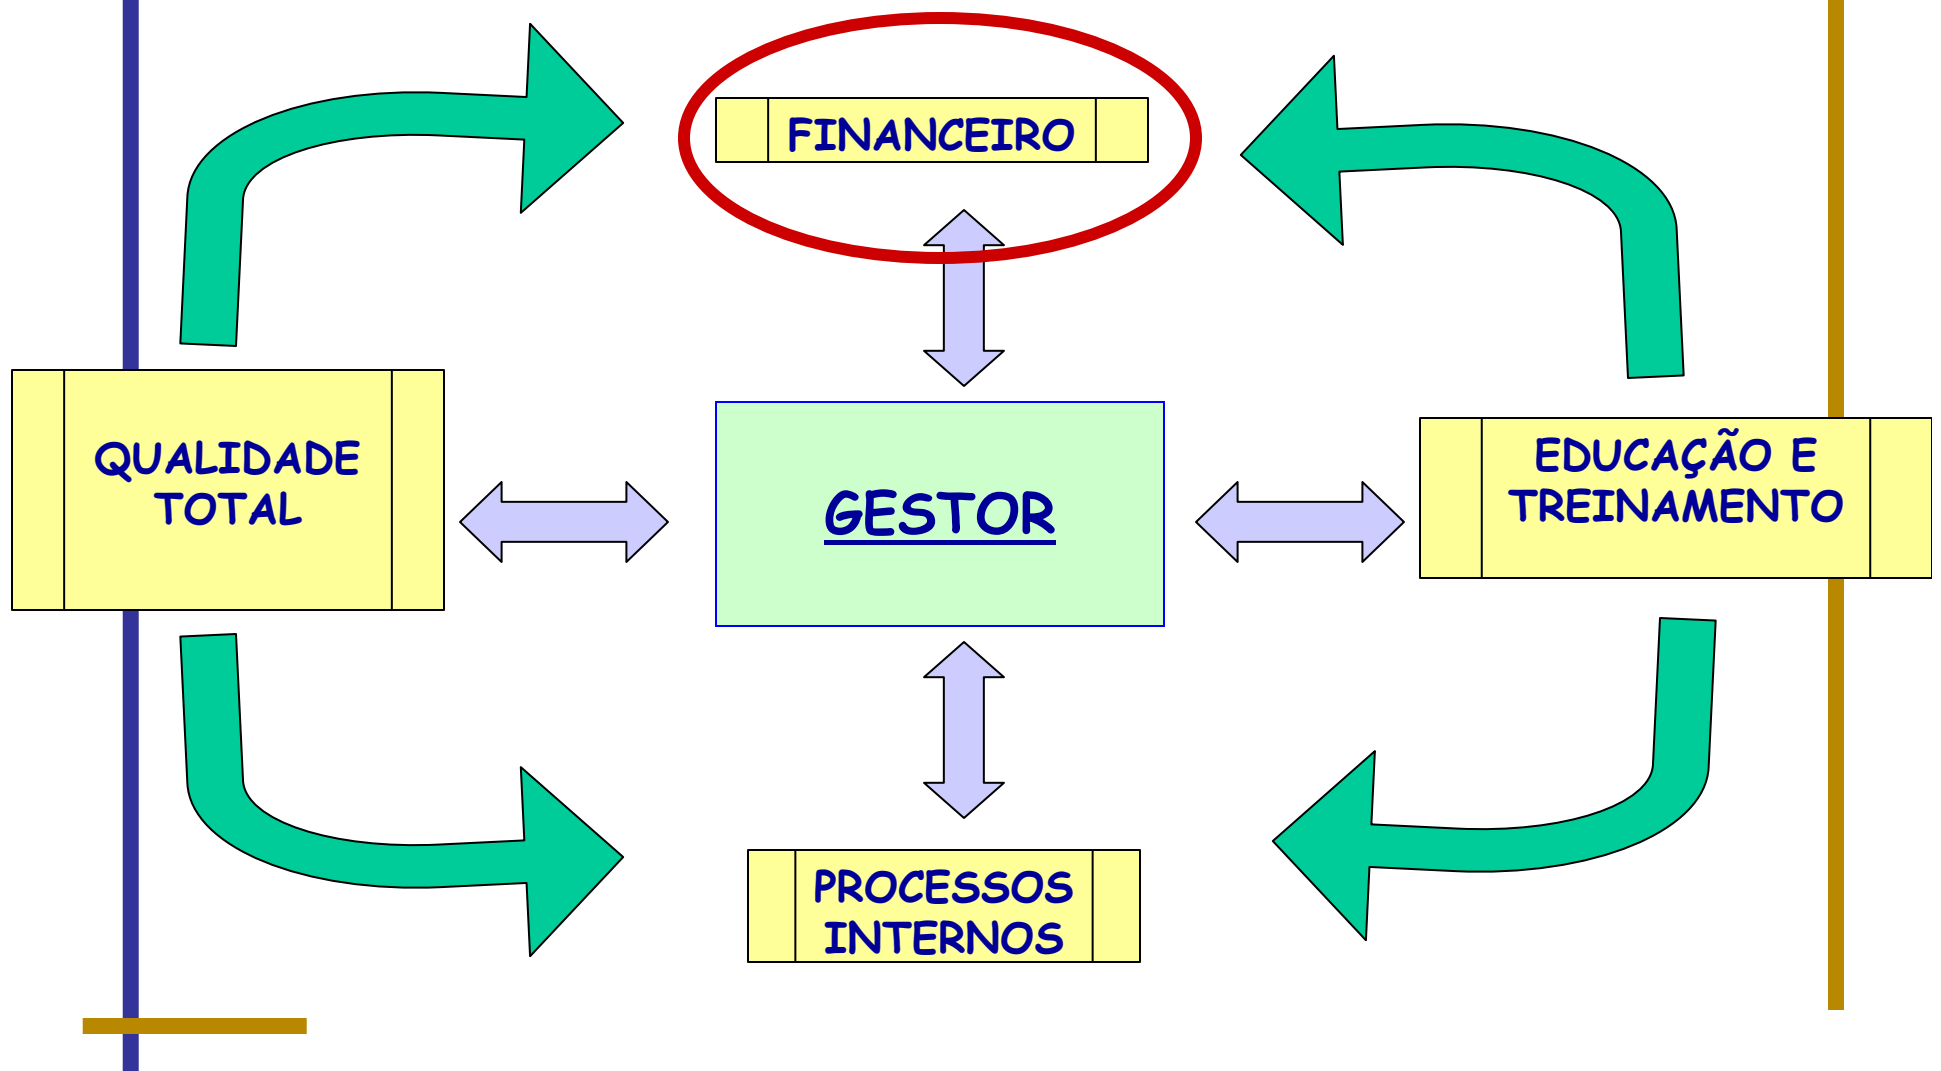 FINANCEIRO
QUALIDADE
TOTAL
GESTOR
EDUCAÇÃO E
TREINAMENTO
PROCESSOS
INTERNOS